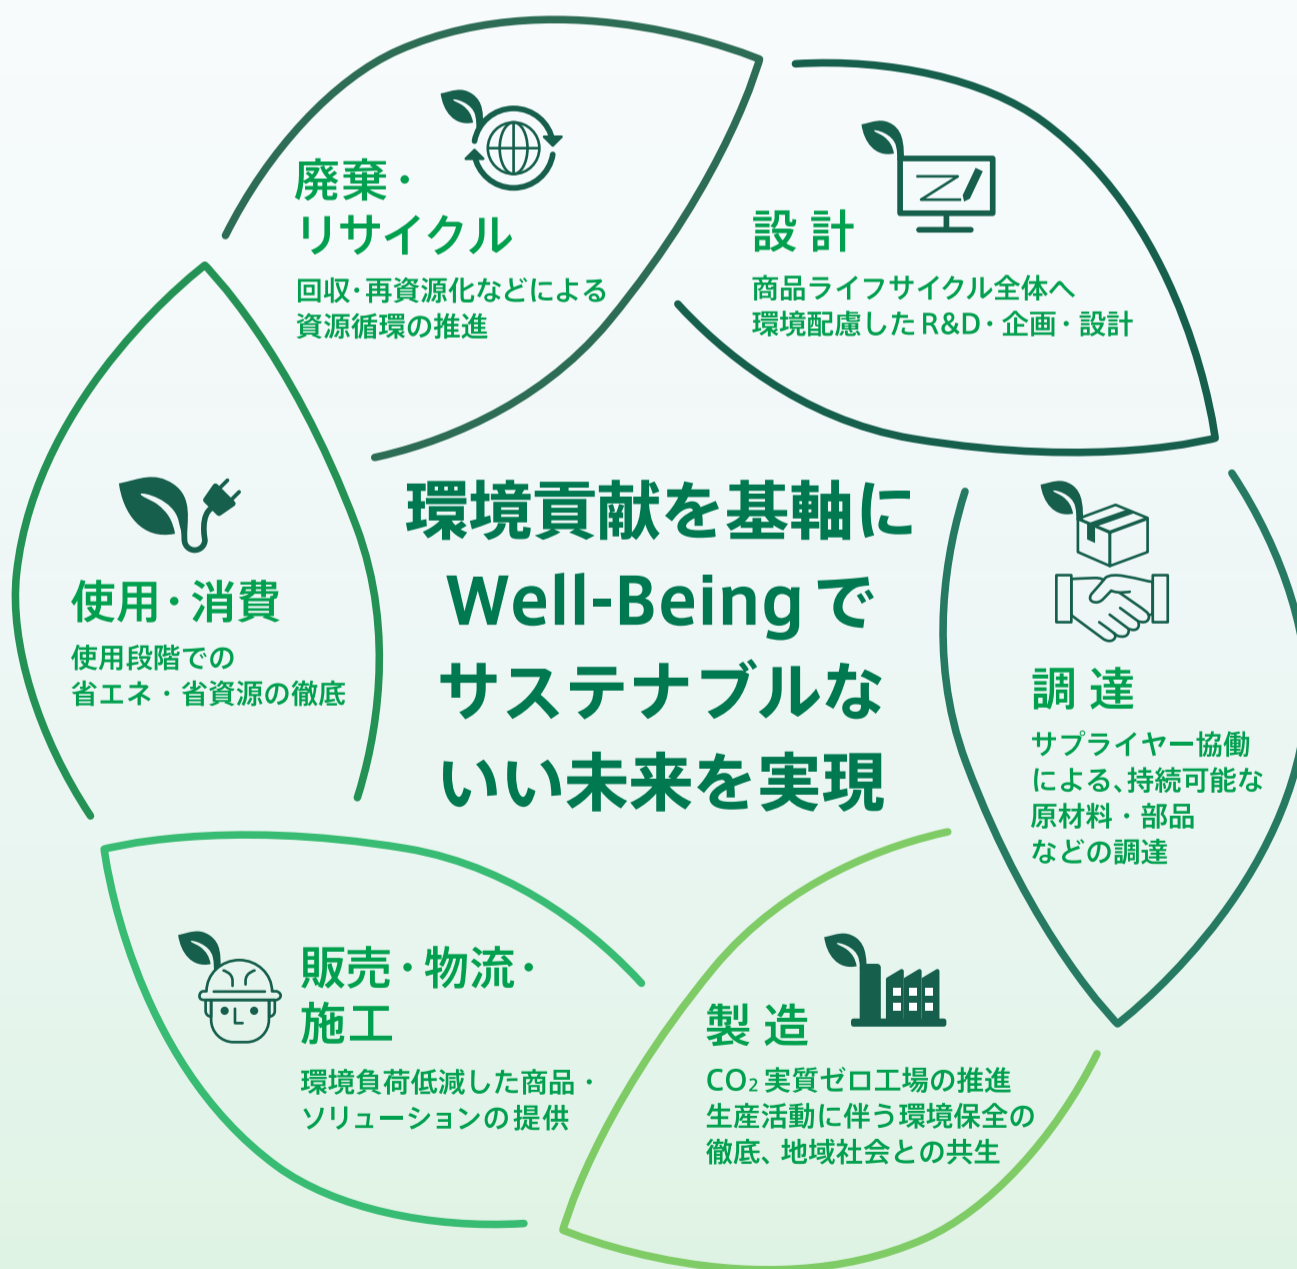 廃棄・
リサイクル
回収・再資源化などによる
資源循環の推進
設計
商品ライフサイクル全体へ
環境配慮したR&D・企画・設計
環境貢献を基軸に
Well-Beingで
サステナブルな
いい未来を実現
使用・消費
使用段階での
省エネ・省資源の徹底
調達
サプライヤー協働
による、持続可能な
原材料・部品
などの調達
販売・物流・
施工
環境負荷低減した商品・
ソリューションの提供
製造
CO₂実質ゼロ工場の推進
生産活動に伴う環境保全の
徹底、地域社会との共生